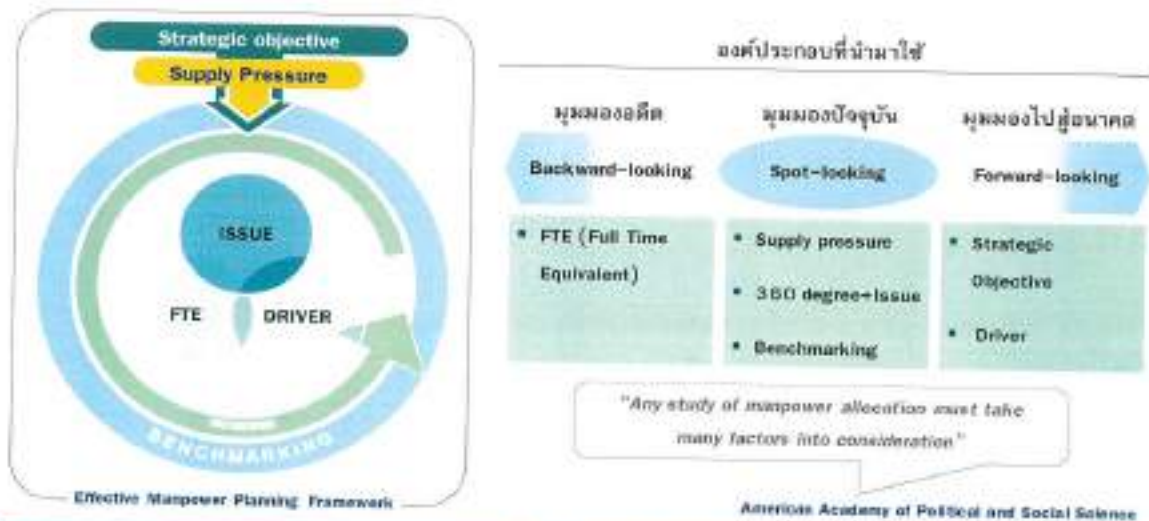 Strategic objective
Supply Pressure
ISSUE
FTE
DRIVER
BENCHMARKING
Effective Manpower Planning Framework
องค์ประกอบที่นำมาใช้
มุมมองอดีต
มุมมองปัจจุบัน
มุมมองไปสู่อนาคต
Backward-looking
Spot-looking
Forward-looking
• FTE (Full Time
Equivalent)
• Supply pressure
• 360 degree+Issue
• Benchmarking
• Strategic
Objective
• Driver
"Any study of manpower allocation must take
many factors into consideration"
American Academy of Political and Social Science